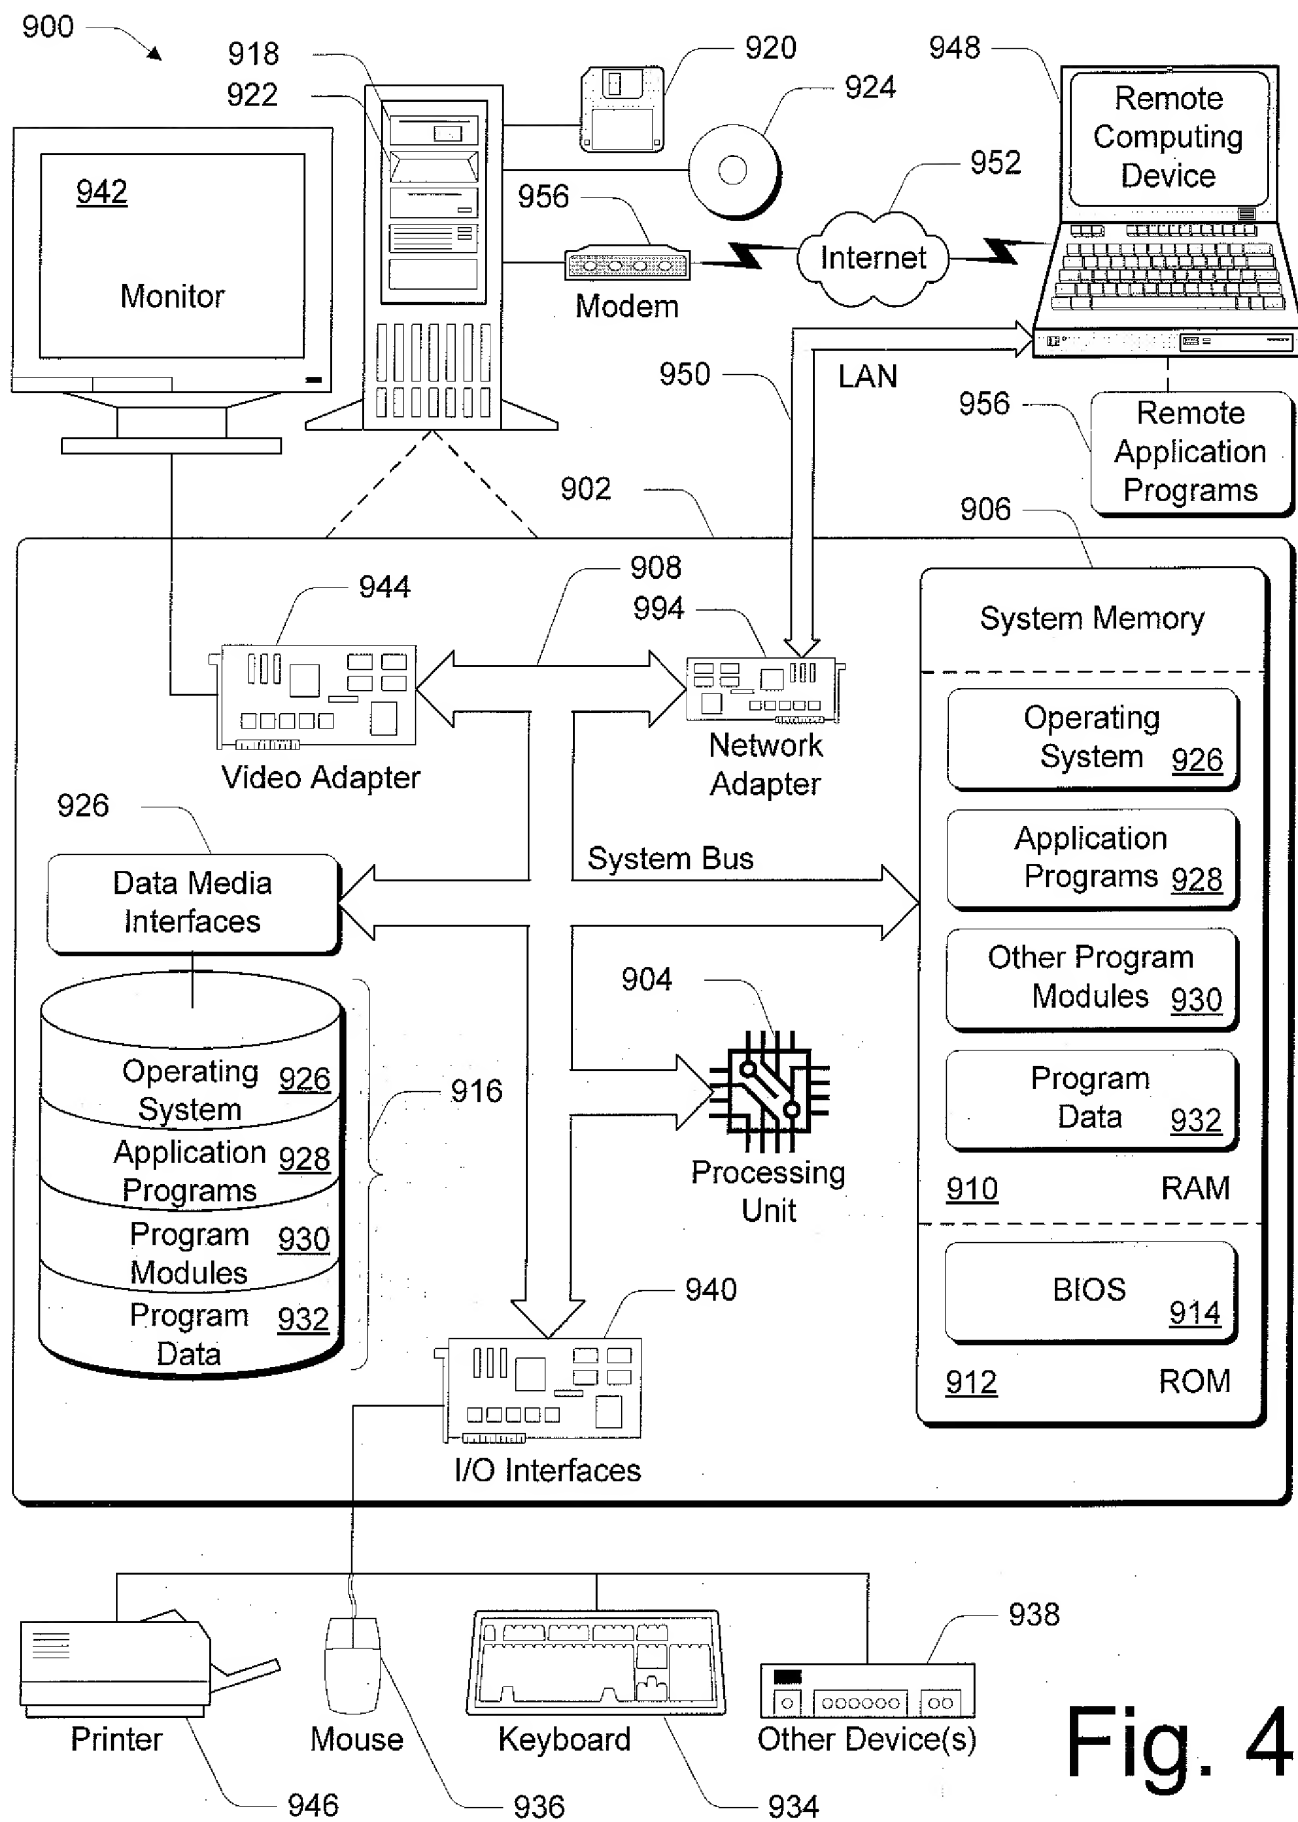 900
918
922
920
924
948
Remote
Computing
Device
942
Monitor
956
Modem
952
Internet
950
LAN
956
Remote
Application
Programs
902
906
944
Video Adapter
908
994
Network
Adapter
System Memory
Operating
System 926
Application
Programs 928
Other Program
Modules 930
Program
Data 932
910 RAM
BIOS
914
912 ROM
926
Data Media
Interfaces
System Bus
904
Processing
Unit
Operating
System 926
Application
Programs 928
Program
Modules 930
Program
Data 932
916
940
I/O Interfaces
Printer
946
Mouse
936
Keyboard
934
938
Other Device(s)
Fig. 4